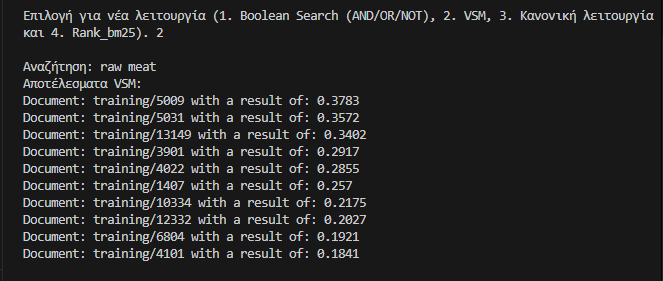 Επιλογή για νέα λειτουργία (1. Boolean Search (AND/OR/NOT), 2. VSM, 3. Κανονική λειτουργία
και 4. Rank_bm25). 2
Αναζήτηση: raw meat
Αποτέλεσματα VSM:
Document: training/5009 with a result of: 0.3783
Document: training/5031 with a result of: 0.3572
Document: training/13149 with a result of: 0.3402
Document: training/3901 with a result of: 0.2917
Document: training/4022 with a result of: 0.2855
Document: training/1407 with a result of: 0.257
Document: training/10334 with a result of: 0.2175
Document: training/12332 with a result of: 0.2027
Document: training/6804 with a result of: 0.1921
Document: training/4101 with a result of: 0.1841